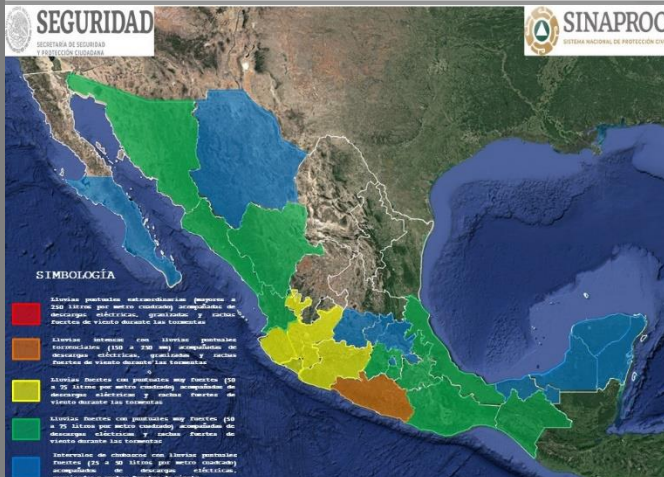 SEGURIDAD
SECRETARÍA DE SEGURIDAD
Y PROTECCIÓN CIUDADANA
SINAPROC
SISTEMA NACIONAL DE PROTECCIÓN CIV
SIMBOLOGÍA
Lluvias puntuales extraordinarias (mayores a
250 litros por metro cuadrado) acompañadas de
descargas eléctricas, granizadas y rachas
fuertes de viento durante las tormentas
Lluvias intensas con lluvias puntuales
torrenciales (150 a 250 mm) acompañadas de
descargas eléctricas, granizadas y rachas
fuertes de viento durante las tormentas
Lluvias fuertes con puntuales muy fuertes (50
a 75 litros por metro cuadrado) acompañadas de
descargas eléctricas y rachas fuertes de
viento durante las tormentas
Lluvias fuertes con puntuales muy fuertes (50
a 75 litros por metro cuadrado) acompañadas de
descargas eléctricas y rachas fuertes de
viento durante las tormentas
Intervalos de chubascos con lluvias puntuales
fuertes (25 a 50 litros por metro cuadrado)
acompañados de descargas eléctricas,